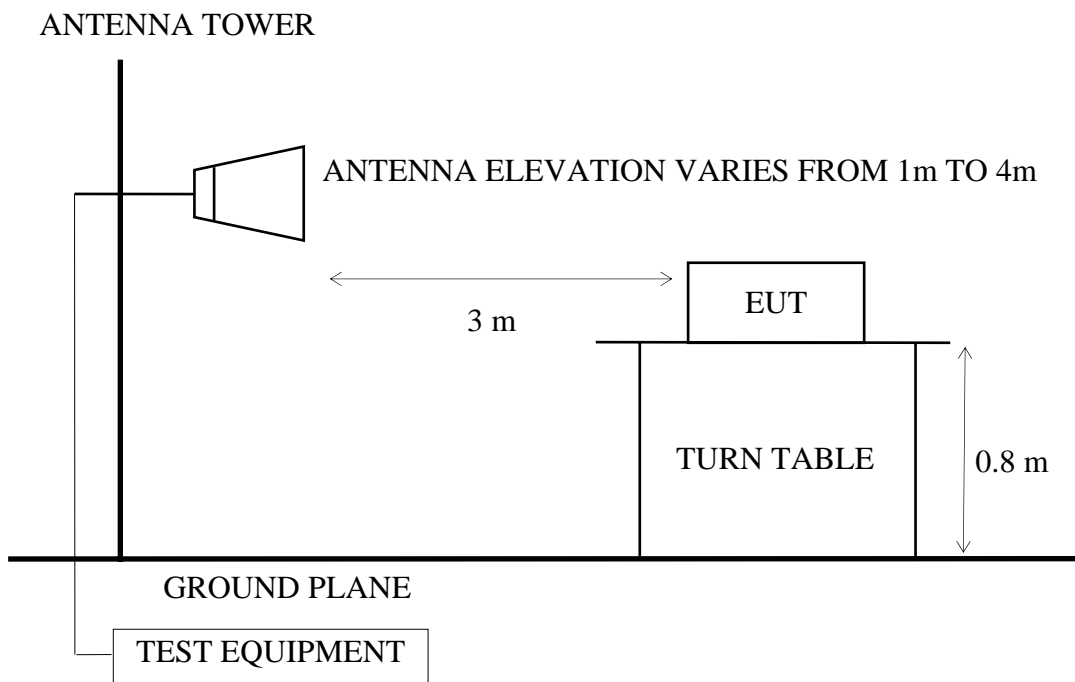 ANTENNA TOWER
ANTENNA ELEVATION VARIES FROM 1m TO 4m
EUT
3 m
TURN TABLE
0.8 m
GROUND PLANE
TEST EQUIPMENT